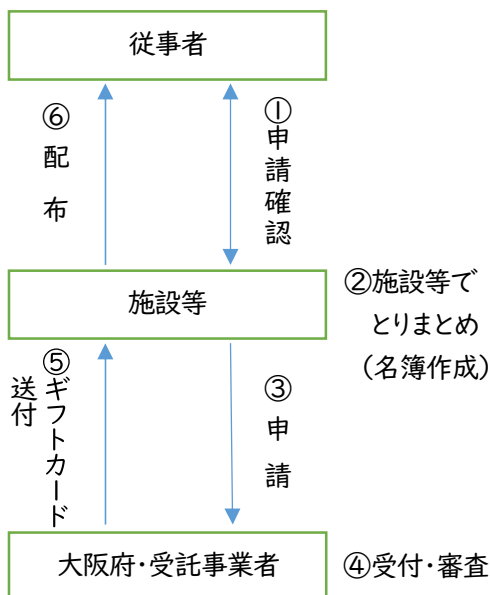 従事者
⑥配布
①申請確認
施設等
②施設等で
とりまとめ
（名簿作成）
⑤ギフトカード
送付
③申請
大阪府・受託事業者
④受付・審査